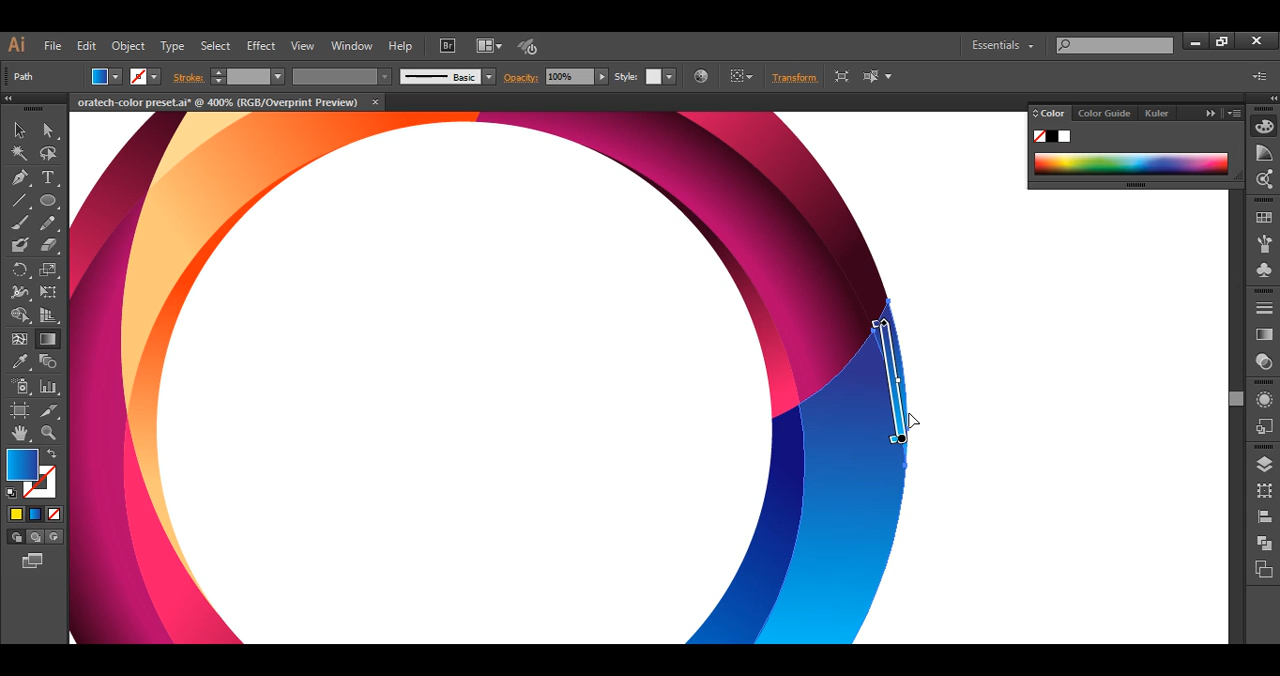 Ai File Edit Object Type Select Effect View Window Help Br Essentials
Path Stroke: Basic Opacity: 100% Style: Transform
oratech-color preset.ai* @ 400% (RGB/Overprint Preview) ×
Color Color Guide Kuler
T